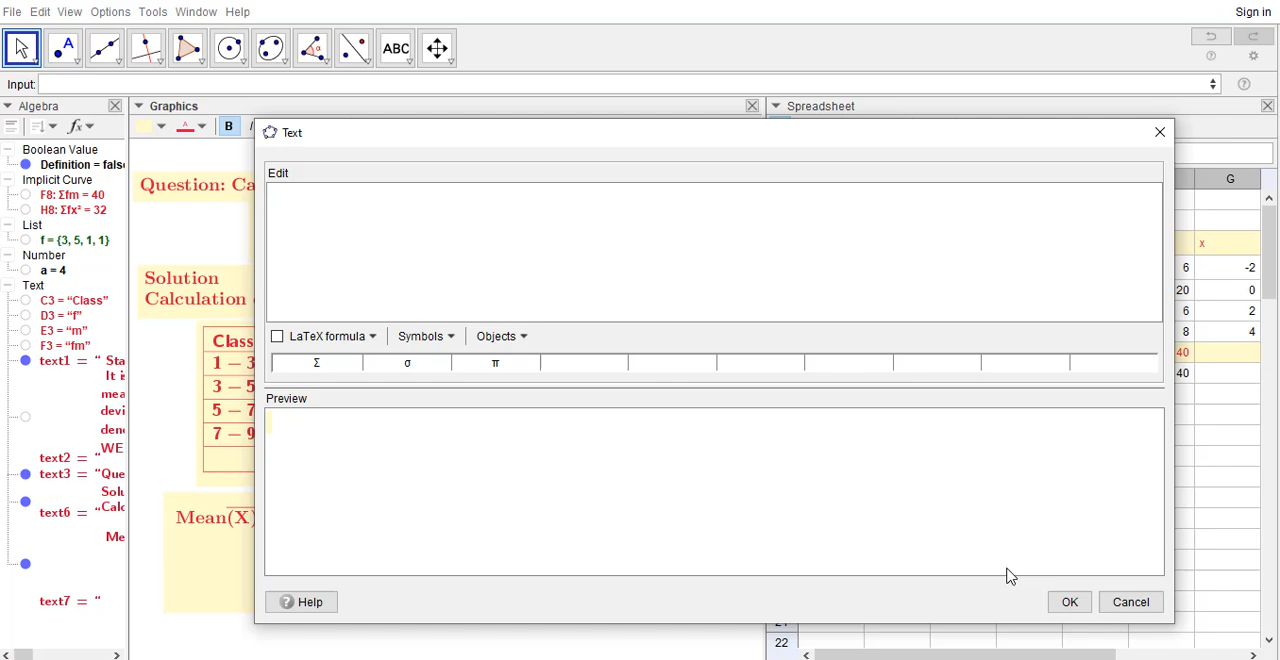 File Edit View Options Tools Window Help Sign in
ABC
Input:
Algebra Graphics Spreadsheet
B
Text
Edit
LaTeX formula Symbols Objects
Σ σ π
Preview
Help OK Cancel
Boolean Value
Definition = false
Implicit Curve
F8: Σfm = 40
H8: Σfx² = 32
List
f = {3, 5, 1, 1}
Number
a = 4
Text
C3 = “Class”
D3 = “f”
E3 = “m”
F3 = “fm”
text1 = “ Sta
It is
mea
devi
deno
WE
text2 = “
text3 = “Que
Solu
text6 = “Calc
Me
text7 = “
Question: Ca
Solution
Calculation
Class
1 – 3
3 – 5
5 – 7
7 – 9
Mean(X)
G
x
6 -2
20 0
6 2
8 4
40
40
22